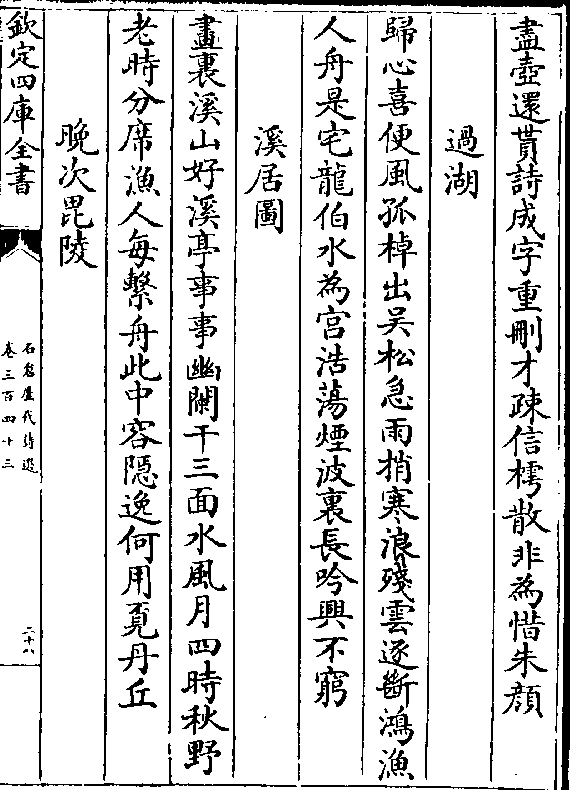 盡壺還貰詩成字重刪才疎信樗散非為惜朱顔
過湖
歸心喜便風孤棹出吴松急雨捎寒浪殘雲逐斷鴻漁
人舟是宅龍伯水為宫浩蕩煙波裏長吟興不窮
溪居圖
畫裏溪山好溪亭事事幽闌干三面水風月四時秋野
老時分席漁人每繫舟此中容隠逸何用覔丹丘
晚次毘陵
欽定四庫全書
石倉歴代詩選
卷三百四十三
二十八